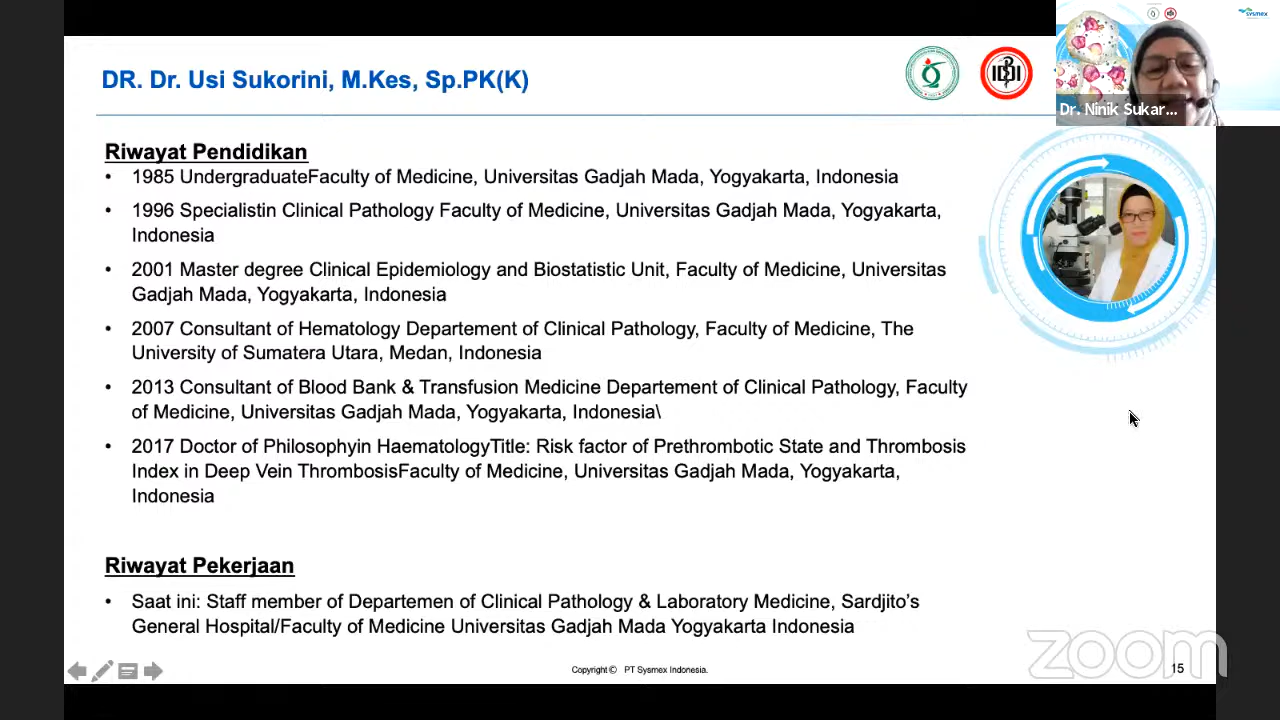 DR. Dr. Usi Sukorini, M.Kes, Sp.PK(K)
IDI
sysmex
Dr. Ninik Sukar...
Riwayat Pendidikan
• 1985 UndergraduateFaculty of Medicine, Universitas Gadjah Mada, Yogyakarta, Indonesia
• 1996 Specialistin Clinical Pathology Faculty of Medicine, Universitas Gadjah Mada, Yogyakarta,
Indonesia
• 2001 Master degree Clinical Epidemiology and Biostatistic Unit, Faculty of Medicine, Universitas
Gadjah Mada, Yogyakarta, Indonesia
• 2007 Consultant of Hematology Departement of Clinical Pathology, Faculty of Medicine, The
University of Sumatera Utara, Medan, Indonesia
• 2013 Consultant of Blood Bank & Transfusion Medicine Departement of Clinical Pathology, Faculty
of Medicine, Universitas Gadjah Mada, Yogyakarta, Indonesia\
• 2017 Doctor of Philosophyin HaematologyTitle: Risk factor of Prethrombotic State and Thrombosis
Index in Deep Vein ThrombosisFaculty of Medicine, Universitas Gadjah Mada, Yogyakarta,
Indonesia
Riwayat Pekerjaan
• Saat ini: Staff member of Departemen of Clinical Pathology & Laboratory Medicine, Sardjito's
General Hospital/Faculty of Medicine Universitas Gadjah Mada Yogyakarta Indonesia
Copyright © PT Sysmex Indonesia.
zoom
15